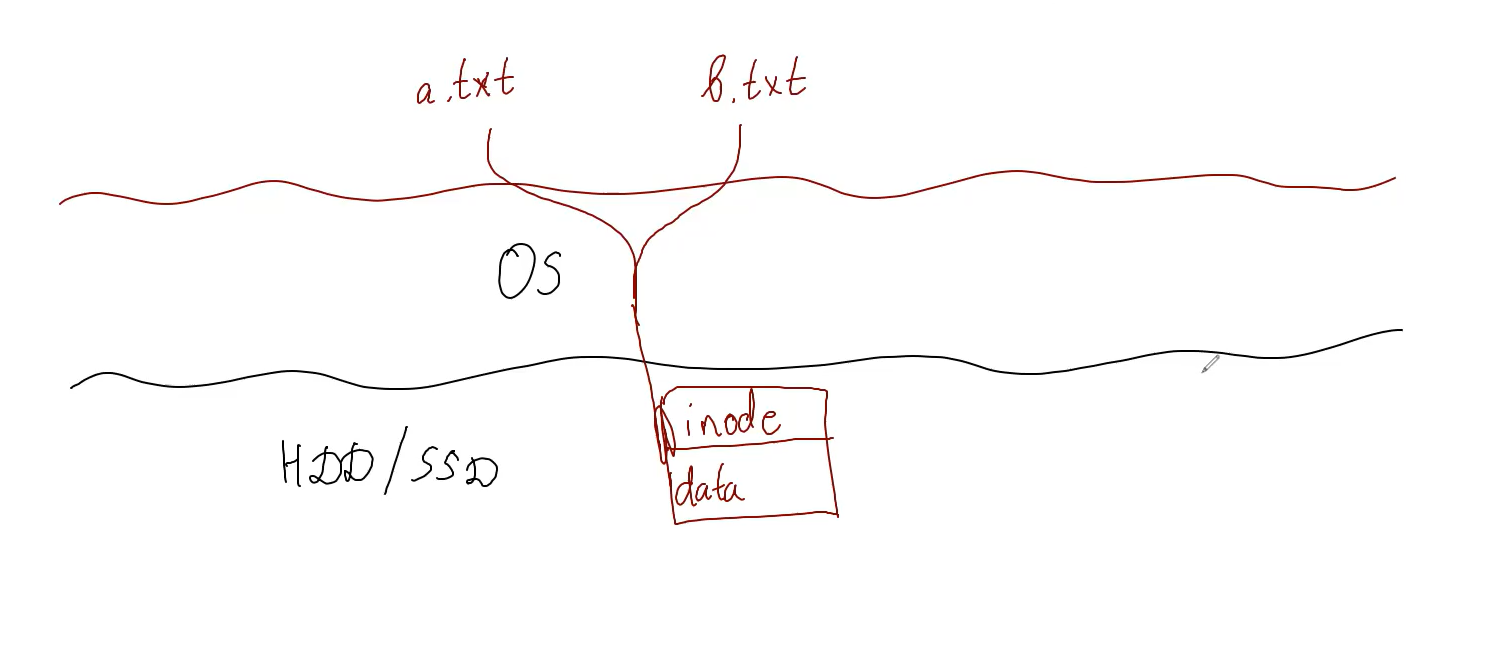 a.txt
b.txt
OS
inode
HDD/SSD
data